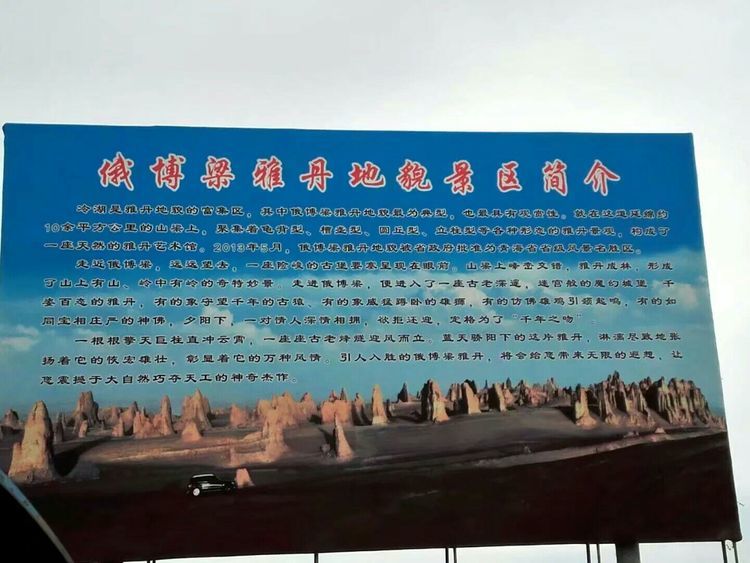 俄博梁雅丹地貌景区简介
冷湖是雅丹地貌的富集区，其中俄博梁雅丹地貌最为典型，也最具有观赏性。就在这道延绵约
10余平方公里的山梁上，聚集着龟背型、槽垄型、圆丘型、立柱型等各种形态的雅丹景观，构成了
一座天然的雅丹艺术馆。2013年5月，俄博梁雅丹地貌被省政府批准为青海省省级风景名胜区。
走近俄博梁，远远望去，一座险峻的古堡要塞呈现在眼前。山梁上峰峦交错，雅丹成林，形成
了山上有山、岭中有岭的奇特妙景。走进俄博梁，便进入了一座古老深邃，迷宫般的魔幻城堡。千
姿百态的雅丹，有的象守望千年的古猿，有的象威猛蹲卧的雄狮，有的仿佛雄鸡引颈起鸣，有的如
同宝相庄严的神佛，夕阳下，一对情人深情相拥，欲拒还迎，定格为了“千年之吻”。
一根根擎天巨柱直冲云霄，一座座古老烽燧迎风而立。蓝天骄阳下的这片雅丹，淋漓尽致地张
扬着它的恢宏雄壮，彰显着它的万种风情。引人入胜的俄博梁雅丹，将会给您带来无限的遐想，让
您震撼于大自然巧夺天工的神奇杰作。